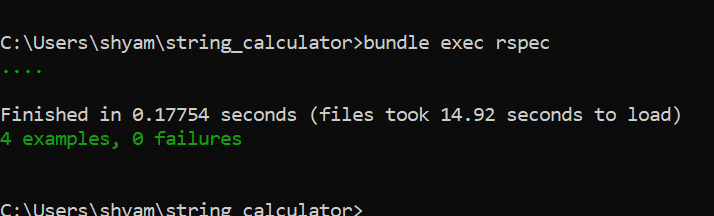 C:\Users\shyam\string_calculator>bundle exec rspec
....
Finished in 0.17754 seconds (files took 14.92 seconds to load)
4 examples, 0 failures
C:\Users\shyam\string_calculator>